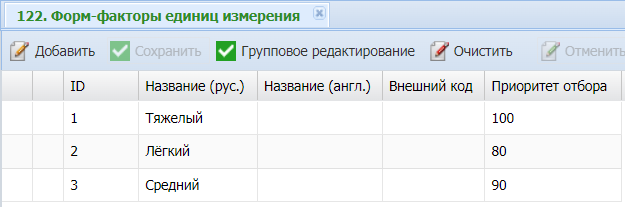 122. Форм-факторы единиц измерения
Добавить Сохранить Групповое редактирование Очистить Отменить
ID Название (рус.) Название (англ.) Внешний код Приоритет отбора
1 Тяжелый 100
2 Лёгкий 80
3 Средний 90